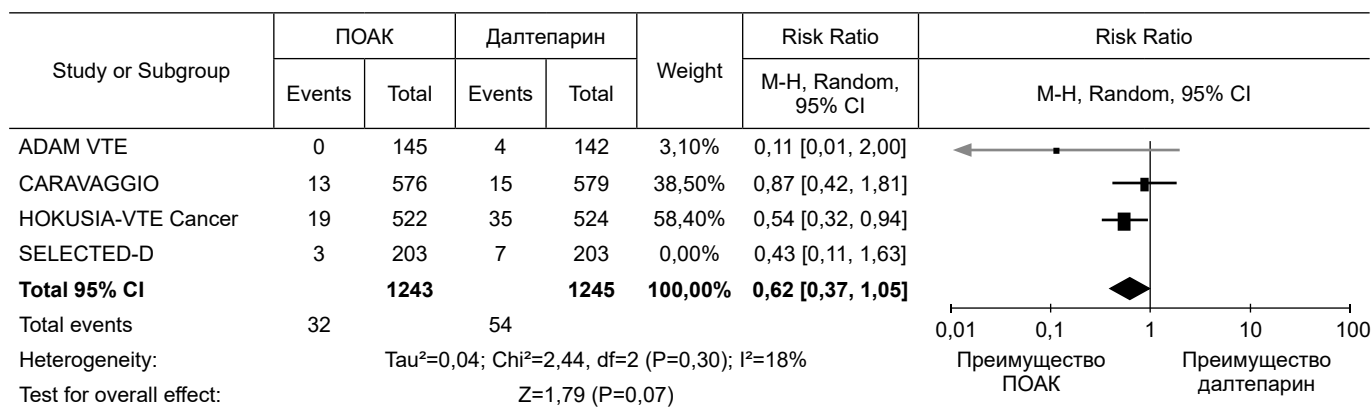 Study or Subgroup ПОАК Далтепарин Weight Risk Ratio Risk Ratio
Events Total Events Total M-H, Random, 95% CI M-H, Random, 95% CI
ADAM VTE 0 145 4 142 3,10% 0,11 [0,01, 2,00]
CARAVAGGIO 13 576 15 579 38,50% 0,87 [0,42, 1,81]
HOKUSIA-VTE Cancer 19 522 35 524 58,40% 0,54 [0,32, 0,94]
SELECTED-D 3 203 7 203 0,00% 0,43 [0,11, 1,63]
Total 95% CI 1243 1245 100,00% 0,62 [0,37, 1,05]
Total events 32 54
Heterogeneity: Tau²=0,04; Chi²=2,44, df=2 (P=0,30); I²=18%
Test for overall effect: Z=1,79 (P=0,07)
0,01 0,1 1 10 100
Преимущество ПОАК
Преимущество далтепарин